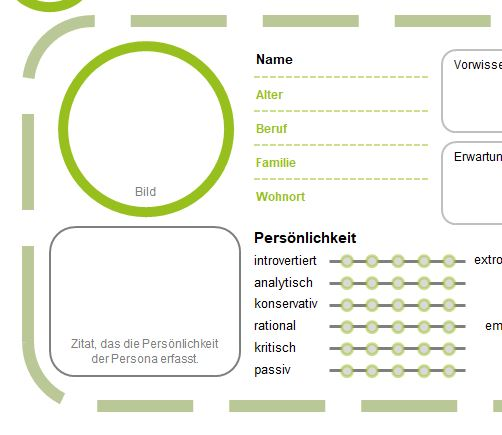 Bild
Zitat, das die Persönlichkeit
der Persona erfasst.
Name
Alter
Beruf
Familie
Wohnort
Vorwisse
Erwartun
Persönlichkeit
introvertiert extro
analytisch
konservativ
rational em
kritisch
passiv